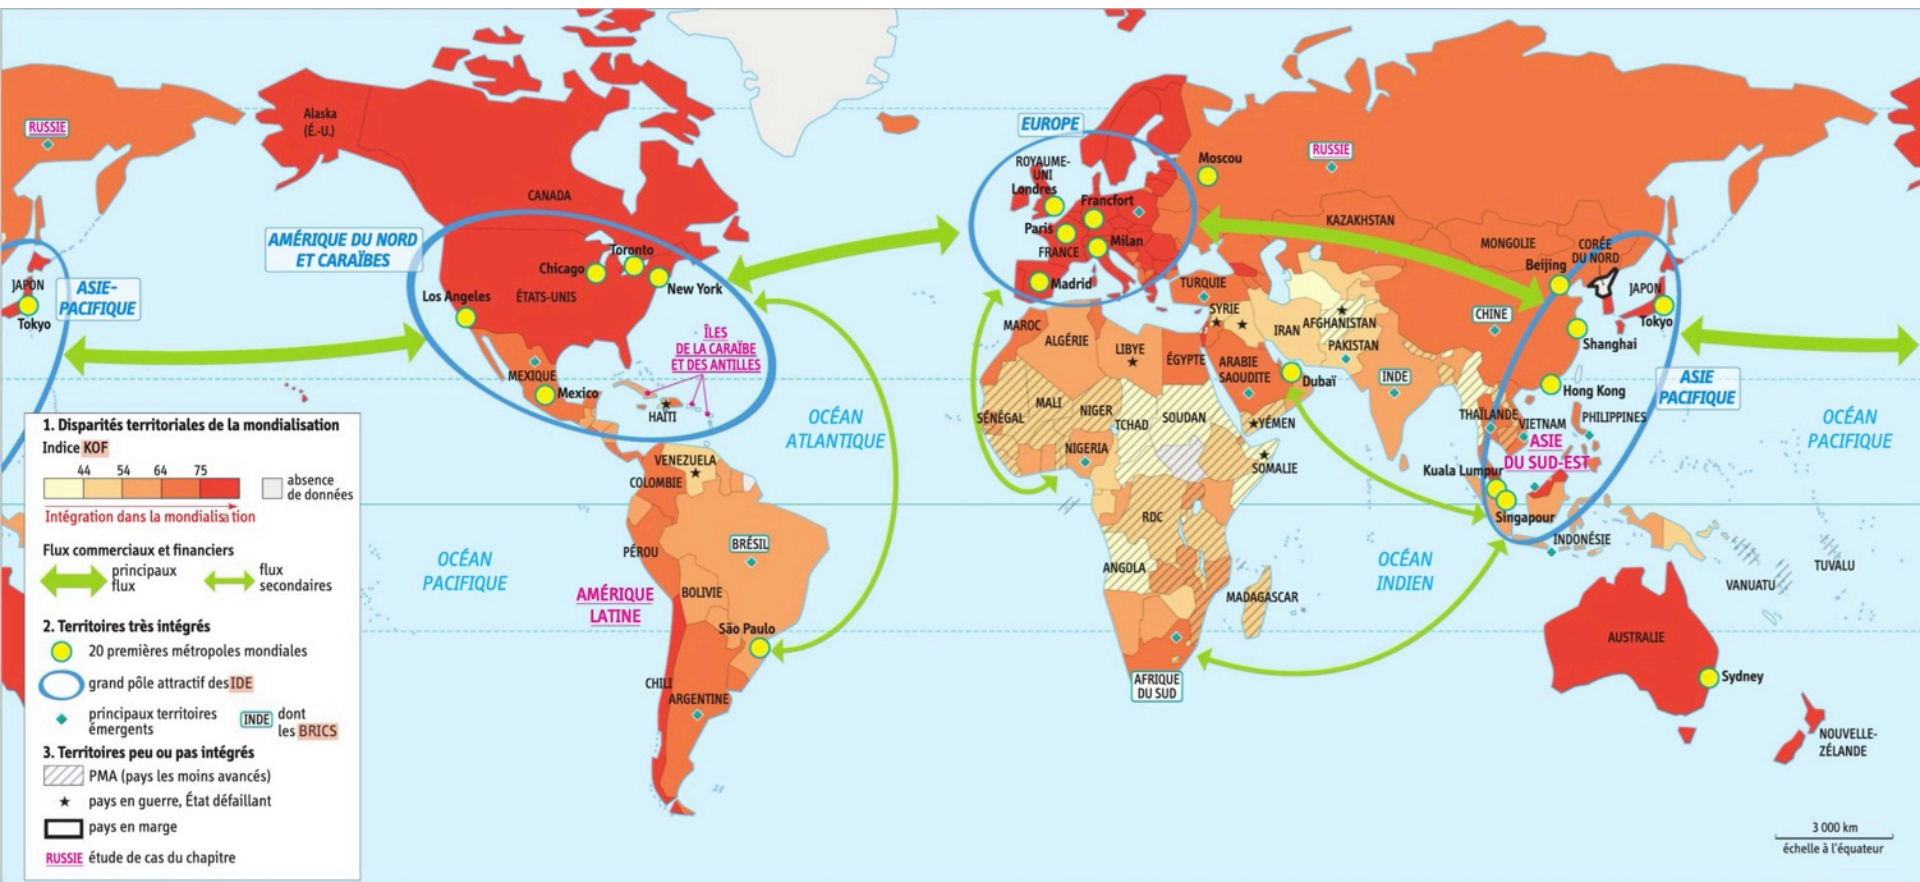 RUSSIE
JAPON
Tokyo
ASIE-
PACIFIQUE
Alaska
(É.-U.)
CANADA
AMÉRIQUE DU NORD
ET CARAÏBES
Toronto
Chicago
New York
Los Angeles
ÉTATS-UNIS
MEXIQUE
Mexico
ÎLES
DE LA CARAÏBE
ET DES ANTILLES
HAÏTI
OCÉAN
ATLANTIQUE
VENEZUELA
COLOMBIE
PÉROU
BRÉSIL
BOLIVIE
São Paulo
AMÉRIQUE
LATINE
CHILI
ARGENTINE
OCÉAN
PACIFIQUE
EUROPE
ROYAUME-
UNI
Londres
Francfort
Paris
FRANCE
Milan
Madrid
Moscou
RUSSIE
KAZAKHSTAN
MONGOLIE
CORÉE
DU NORD
Beijing
JAPON
Tokyo
CHINE
Shanghai
Hong Kong
ASIE
PACIFIQUE
OCÉAN
PACIFIQUE
TURQUIE
SYRIE
IRAN
AFGHANISTAN
PAKISTAN
INDE
MAROC
ALGÉRIE
LIBYE
ÉGYPTE
ARABIE
SAOUDITE
Dubaï
YÉMEN
SOMALIE
SÉNÉGAL
MALI
NIGER
TCHAD
SOUDAN
NIGERIA
RDC
ANGOLA
MADAGASCAR
AFRIQUE
DU SUD
THAÏLANDE
VIETNAM
PHILIPPINES
ASIE
DU SUD-EST
Kuala Lumpur
Singapour
INDONÉSIE
OCÉAN
INDIEN
VANUATU
TUVALU
AUSTRALIE
Sydney
NOUVELLE-
ZÉLANDE
3 000 km
échelle à l'équateur
1. Disparités territoriales de la mondialisation
Indice KOF
44 54 64 75
absence
de données
Intégration dans la mondialisation
Flux commerciaux et financiers
principaux
flux
flux
secondaires
2. Territoires très intégrés
20 premières métropoles mondiales
grand pôle attractif des IDE
principaux territoires
émergents
INDE dont
les BRICS
3. Territoires peu ou pas intégrés
PMA (pays les moins avancés)
pays en guerre, État défaillant
pays en marge
RUSSIE étude de cas du chapitre